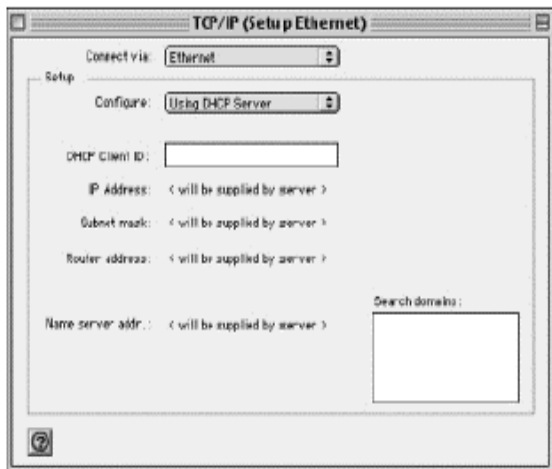 TCP/IP (Setup Ethernet)
Connect via: Ethernet
Setup
Configure: Using DHCP Server
DHCP Client ID:
IP Address: < will be supplied by server >
Subnet mask: < will be supplied by server >
Router address: < will be supplied by server >
Search domains:
Name server addr.: < will be supplied by server >
?